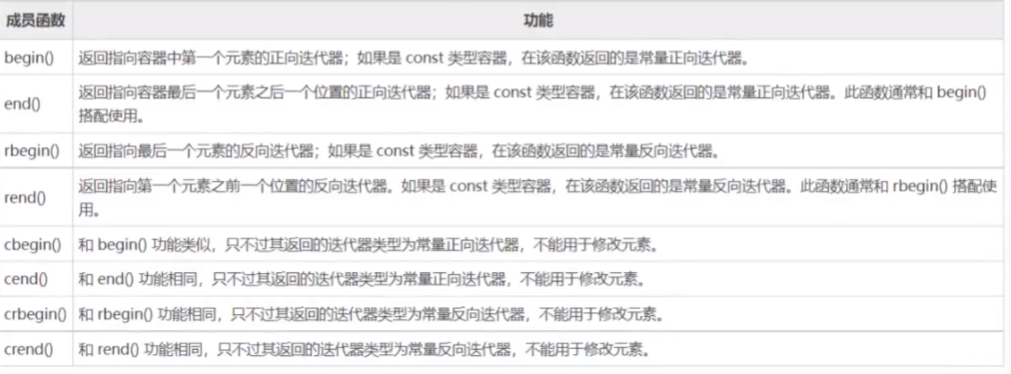 成员函数 功能
begin() 返回指向容器中第一个元素的正向迭代器；如果是 const 类型容器，在该函数返回的是常量正向迭代器。
end() 返回指向容器最后一个元素之后一个位置的正向迭代器；如果是 const 类型容器，在该函数返回的是常量正向迭代器。此函数通常和 begin()
搭配使用。
rbegin() 返回指向最后一个元素的反向迭代器；如果是 const 类型容器，在该函数返回的是常量反向迭代器。
rend() 返回指向第一个元素之前一个位置的反向迭代器。如果是 const 类型容器，在该函数返回的是常量反向迭代器。此函数通常和 rbegin() 搭配使
用。
cbegin() 和 begin() 功能类似，只不过其返回的迭代器类型为常量正向迭代器，不能用于修改元素。
cend() 和 end() 功能相同，只不过其返回的迭代器类型为常量正向迭代器，不能用于修改元素。
crbegin() 和 rbegin() 功能相同，只不过其返回的迭代器类型为常量反向迭代器，不能用于修改元素。
crend() 和 rend() 功能相同，只不过其返回的迭代器类型为常量反向迭代器，不能用于修改元素。